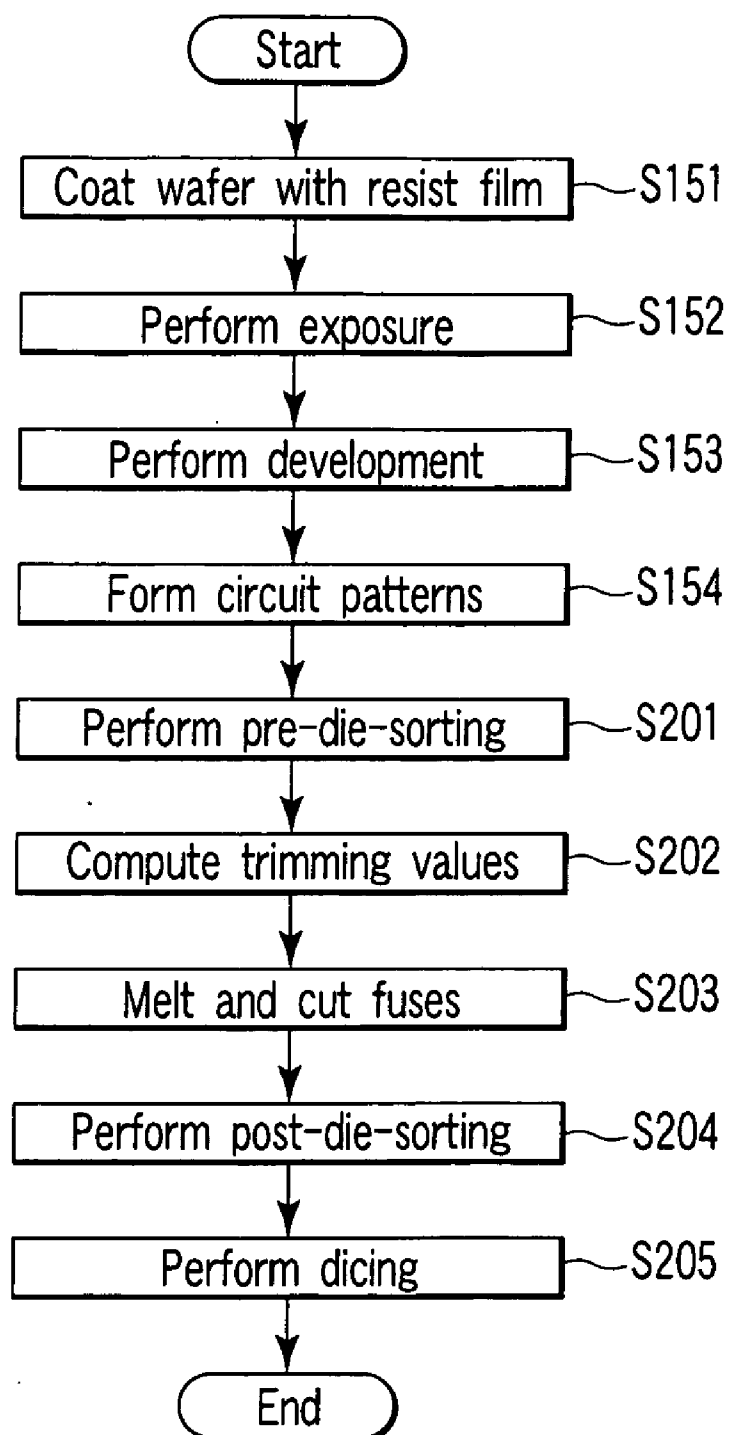 Start
Coat wafer with resist film S151
Perform exposure S152
Perform development S153
Form circuit patterns S154
Perform pre-die-sorting S201
Compute trimming values S202
Melt and cut fuses S203
Perform post-die-sorting S204
Perform dicing S205
End